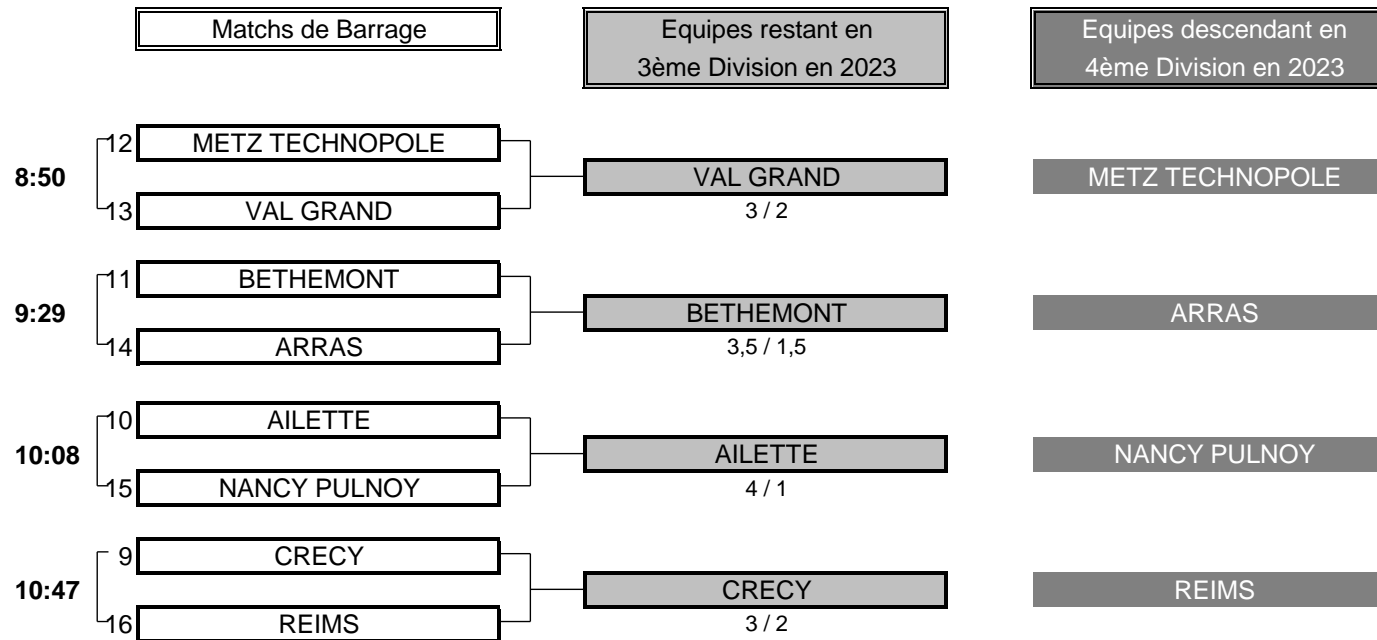 Matchs de Barrage
Equipes restant en
3ème Division en 2023
Equipes descendant en
4ème Division en 2023
8:50
12 METZ TECHNOPOLE
13 VAL GRAND
VAL GRAND
3 / 2
METZ TECHNOPOLE
9:29
11 BETHEMONT
14 ARRAS
BETHEMONT
3,5 / 1,5
ARRAS
10:08
10 AILETTE
15 NANCY PULNOY
AILETTE
4 / 1
NANCY PULNOY
10:47
9 CRECY
16 REIMS
CRECY
3 / 2
REIMS